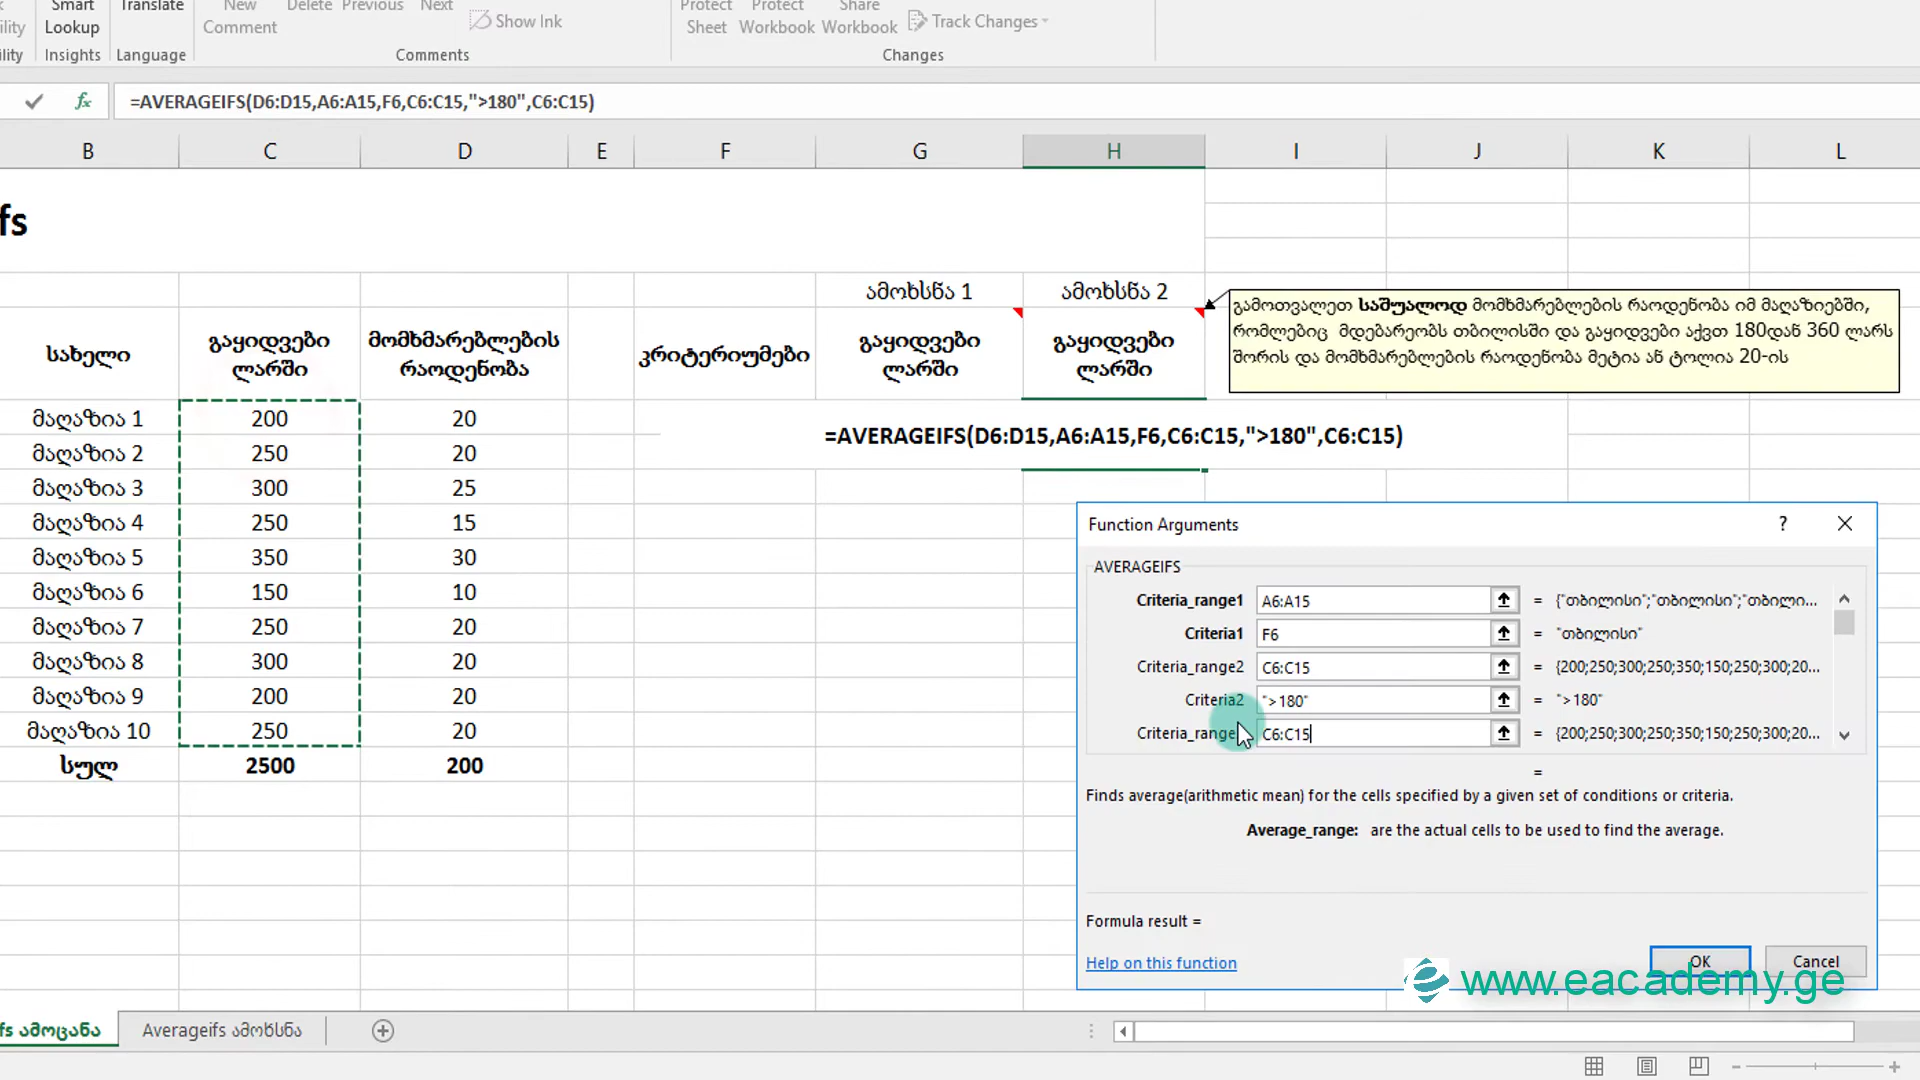 Smart Translate New Delete Previous Next Protect Protect Share
ility Lookup Comment Show Ink Sheet Workbook Workbook Track Changes
ility Insights Language Comments Changes
=AVERAGEIFS(D6:D15,A6:A15,F6,C6:C15,">180",C6:C15)
B C D E F G H I J K L
fs
ამოხსნა 1 ამოხსნა 2
სახელი გაყიდვები ლარში მომხმარებლების რაოდენობა კრიტერიუმები გაყიდვები ლარში გაყიდვები ლარში
გამოთვალეთ საშუალოდ მომხმარებლების რაოდენობა იმ მაღაზიებში,
რომლებიც მდებარეობს თბილისში და გაყიდვები აქვთ 180დან 360 ლარს
შორის და მომხმარებლების რაოდენობა მეტია ან ტოლია 20-ის
მაღაზია 1 200 20
=AVERAGEIFS(D6:D15,A6:A15,F6,C6:C15,">180",C6:C15)
მაღაზია 2 250 20
მაღაზია 3 300 25
მაღაზია 4 250 15
მაღაზია 5 350 30
მაღაზია 6 150 10
მაღაზია 7 250 20
მაღაზია 8 300 20
მაღაზია 9 200 20
მაღაზია 10 250 20
სულ 2500 200
Function Arguments ?
AVERAGEIFS
Criteria_range1 A6:A15 = {"თბილისი";"თბილისი";"თბილი...
Criteria1 F6 = "თბილისი"
Criteria_range2 C6:C15 = {200;250;300;250;350;150;250;300;20...
Criteria2 ">180" = ">180"
Criteria_range C6:C15 = {200;250;300;250;350;150;250;300;20...
=
Finds average(arithmetic mean) for the cells specified by a given set of conditions or criteria.
Average_range: are the actual cells to be used to find the average.
Formula result =
Help on this function OK Cancel
www.eacademy.ge
fs ამოცანა Averageifs ამოხსნა